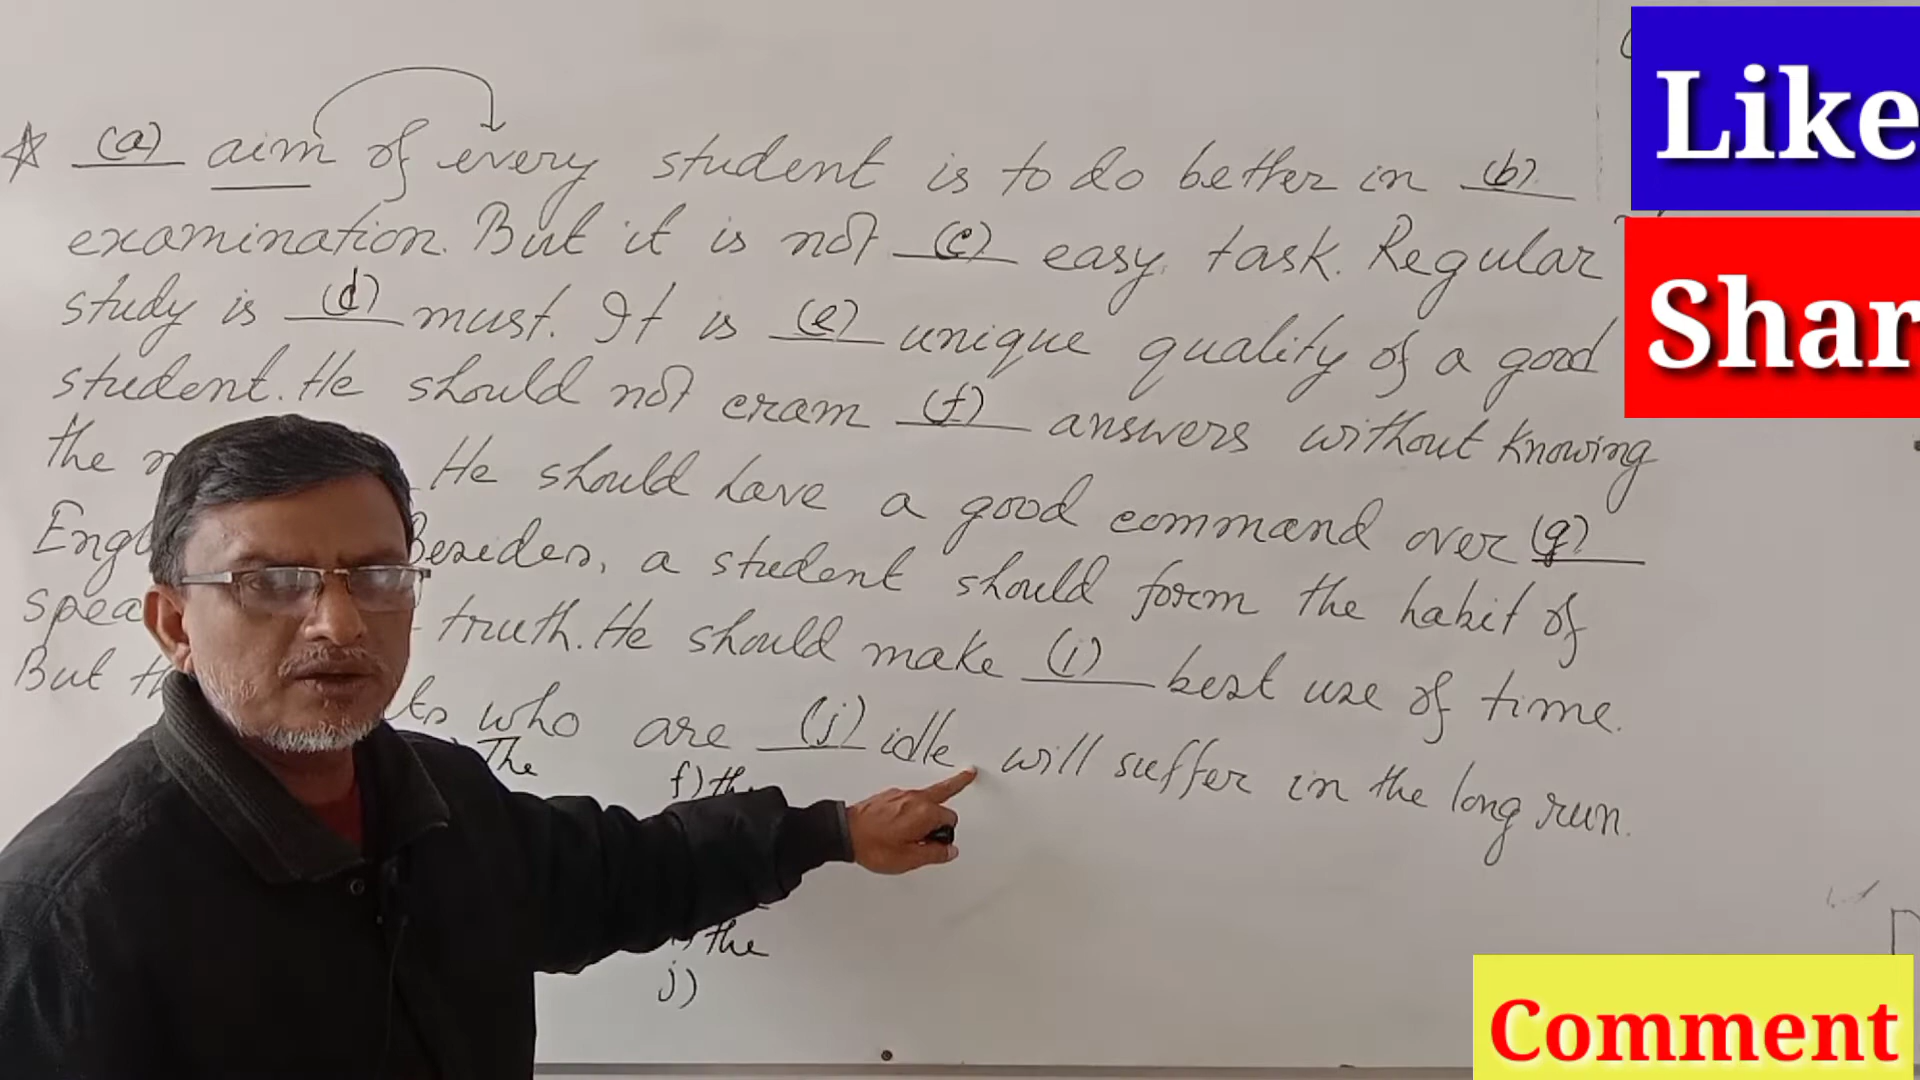 (a) aim of every student is to do better in (b)
examination. But it is not (c) easy task. Regular
study is (d) must. It is (e) unique quality of a good
student. He should not cram (f) answers without knowing
the He should have a good command over (g)
Besides, a student should form the habit of
truth. He should make (i) best use of time.
But who are (j) idle will suffer in the long run.
The
f) the
the
j)
Like
Shar
Comment